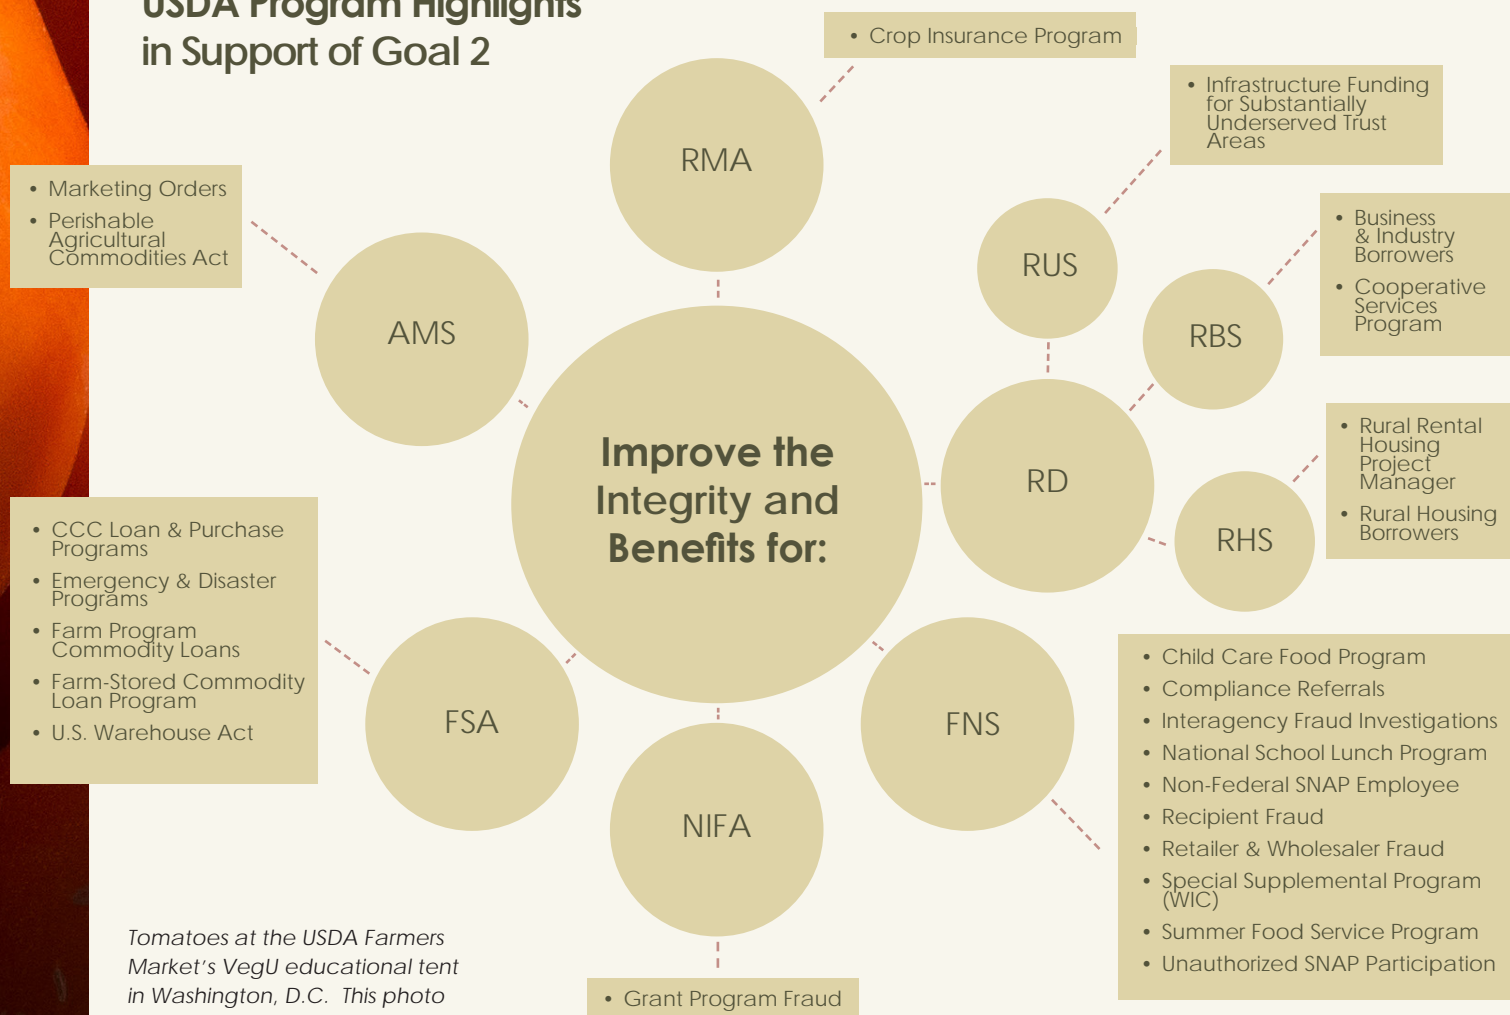 USDA Program Highlights
in Support of Goal 2
• Crop Insurance Program
RMA
• Infrastructure Funding
for Substantially
Underserved Trust
Areas
RUS
• Marketing Orders
• Perishable
Agricultural
Commodities Act
AMS
• Business
& Industry
Borrowers
• Cooperative
Services
Program
RBS
Improve the
Integrity and
Benefits for:
RD
• Rural Rental
Housing
Project
Manager
• Rural Housing
Borrowers
RHS
• CCC Loan & Purchase
Programs
• Emergency & Disaster
Programs
• Farm Program
Commodity Loans
• Farm-Stored Commodity
Loan Program
• U.S. Warehouse Act
FSA
NIFA
FNS
• Child Care Food Program
• Compliance Referrals
• Interagency Fraud Investigations
• National School Lunch Program
• Non-Federal SNAP Employee
• Recipient Fraud
• Retailer & Wholesaler Fraud
• Special Supplemental Program
(WIC)
• Summer Food Service Program
• Unauthorized SNAP Participation
Tomatoes at the USDA Farmers
Market’s VegU educational tent
in Washington, D.C. This photo
• Grant Program Fraud